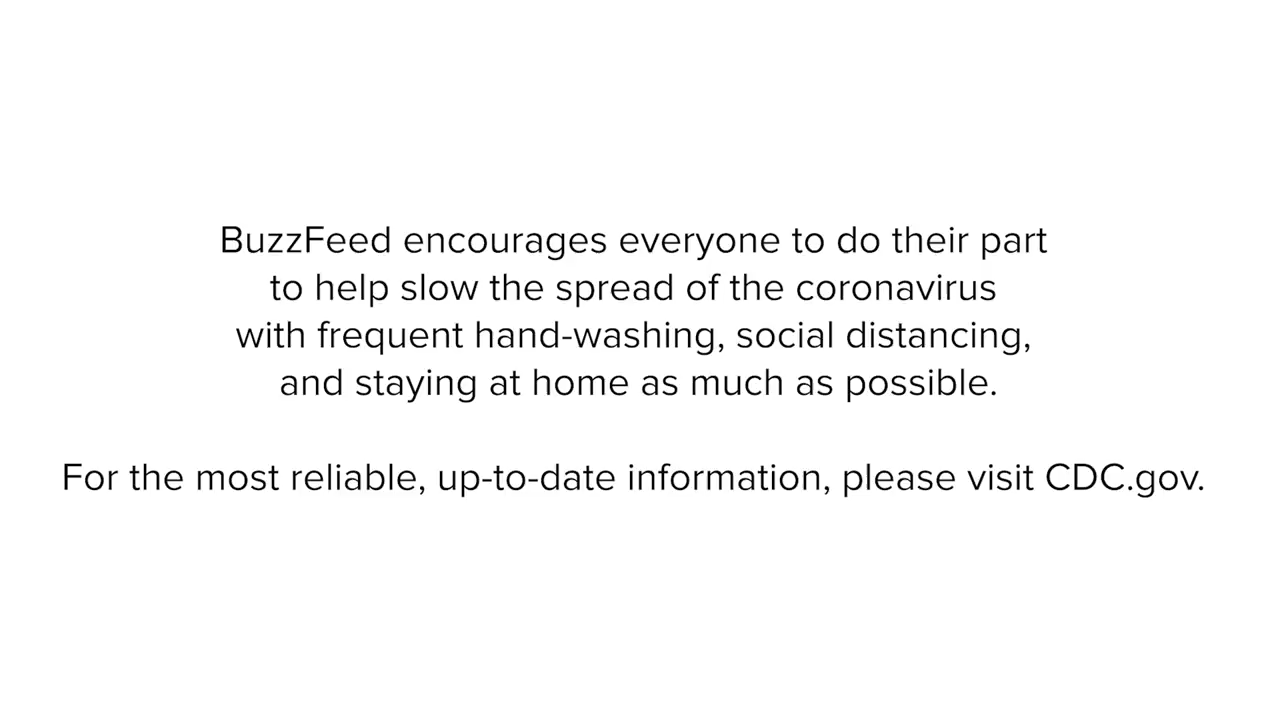 BuzzFeed encourages everyone to do their part
to help slow the spread of the coronavirus
with frequent hand-washing, social distancing,
and staying at home as much as possible.
For the most reliable, up-to-date information, please visit CDC.gov.